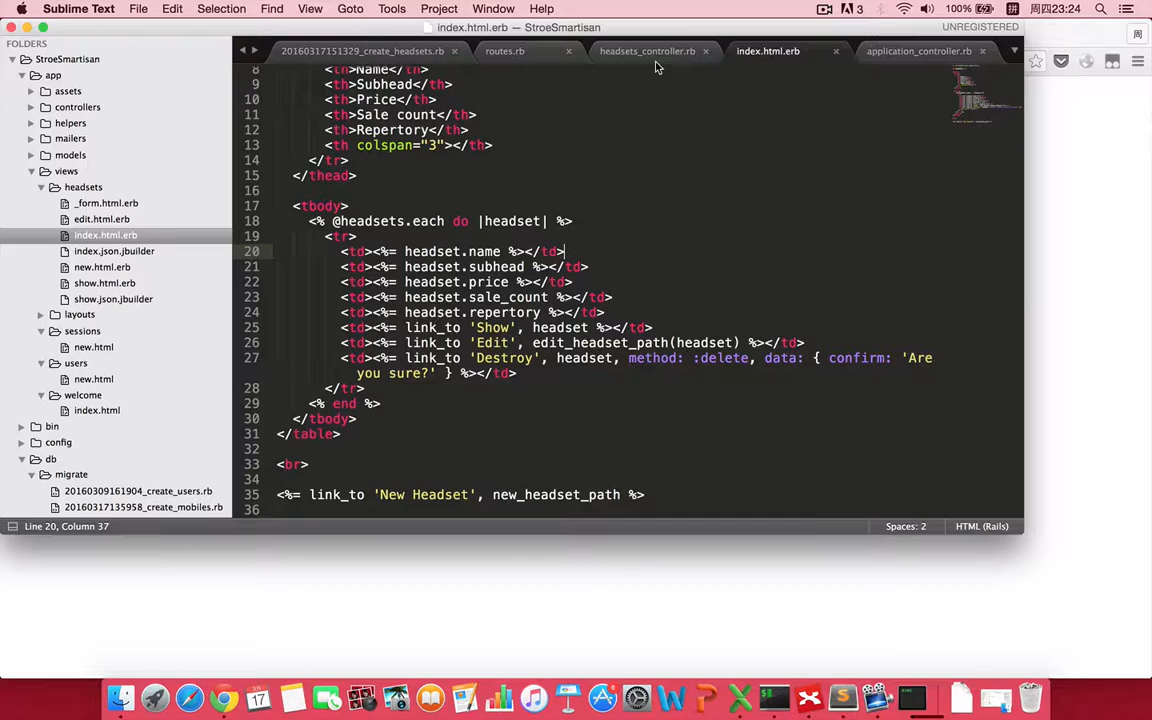 Sublime Text File Edit Selection Find View Goto Tools Project Window Help 3 100% 拼 周四23:24
index.html.erb — StroeSmartisan UNREGISTERED
周
FOLDERS
20160317151329_create_headsets.rb routes.rb headsets_controller.rb index.html.erb application_controller.rb
StroeSmartisan
app
assets
controllers
helpers
mailers
models
views
headsets
_form.html.erb
edit.html.erb
index.html.erb
index.json.jbuilder
new.html.erb
show.html.erb
show.json.jbuilder
layouts
sessions
new.html
users
new.html
welcome
index.html
bin
config
db
migrate
20160309161904_create_users.rb
20160317135958_create_mobiles.rb
8 <th>Name</th>
9 <th>Subhead</th>
10 <th>Price</th>
11 <th>Sale count</th>
12 <th>Repertory</th>
13 <th colspan="3"></th>
14 </tr>
15 </thead>
16
17 <tbody>
18 <% @headsets.each do |headset| %>
19 <tr>
20 <td><%= headset.name %></td>
21 <td><%= headset.subhead %></td>
22 <td><%= headset.price %></td>
23 <td><%= headset.sale_count %></td>
24 <td><%= headset.repertory %></td>
25 <td><%= link_to 'Show', headset %></td>
26 <td><%= link_to 'Edit', edit_headset_path(headset) %></td>
27 <td><%= link_to 'Destroy', headset, method: :delete, data: { confirm: 'Are
you sure?' } %></td>
28 </tr>
29 <% end %>
30 </tbody>
31 </table>
32
33 <br>
34
35 <%= link_to 'New Headset', new_headset_path %>
36
Line 20, Column 37 Spaces: 2 HTML (Rails)
17